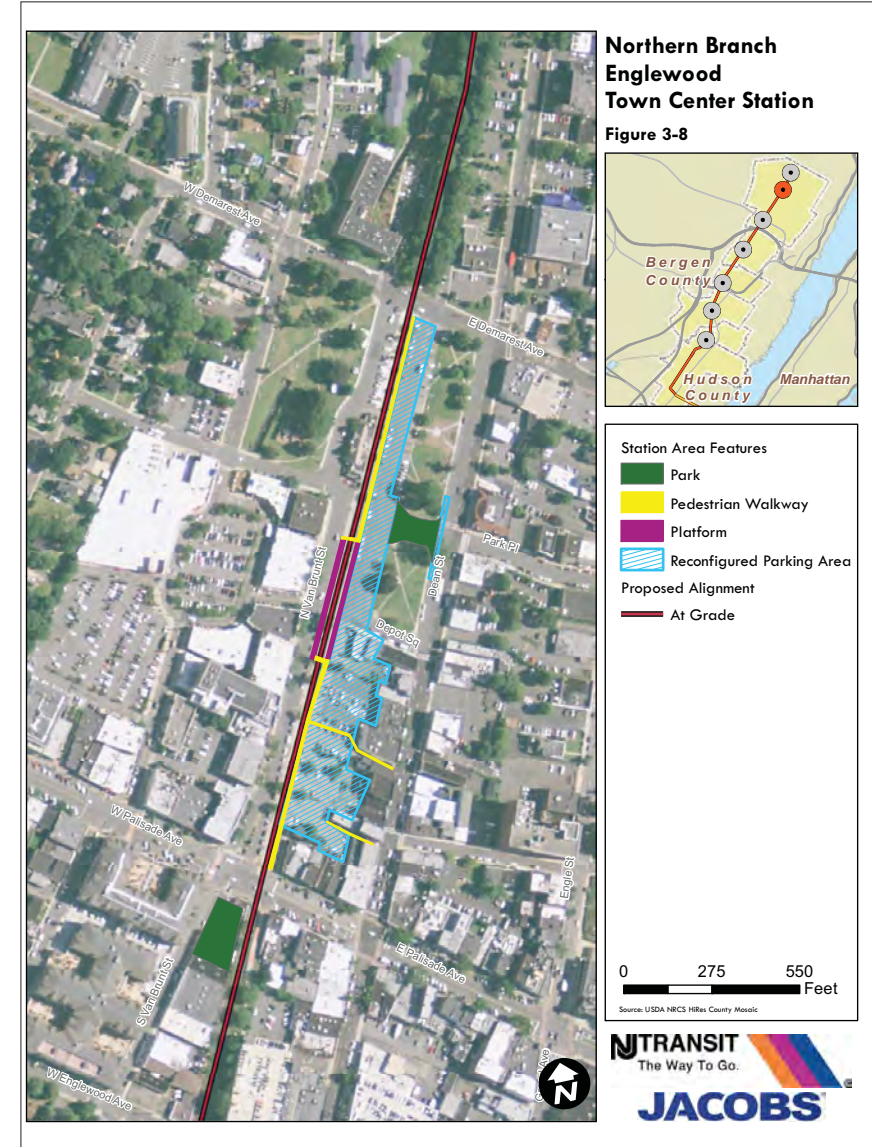 Northern Branch
Englewood
Town Center Station
Figure 3-8
Bergen
County
Hudson
County
Manhattan
Station Area Features
Park
Pedestrian Walkway
Platform
Reconfigured Parking Area
Proposed Alignment
At Grade
0 275 550
Feet
Source: USDA NRCS HiRes County Mosaic
NJTRANSIT
The Way To Go.
JACOBS
W Demarest Ave
E Demarest Ave
Park Pl
Dean St
N Van Brunt St
Depot Sq
W Palisade Ave
Engle St
E Palisade Ave
S Van Brunt St
W Englewood Ave
Ave
N